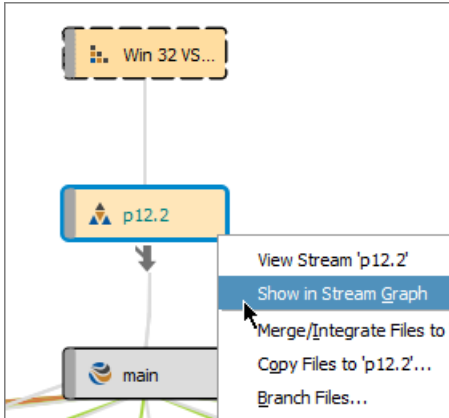 Win 32 VS...
p12.2
View Stream 'p12.2'
Show in Stream Graph
Merge/Integrate Files to
main
Copy Files to 'p12.2'...
Branch Files...